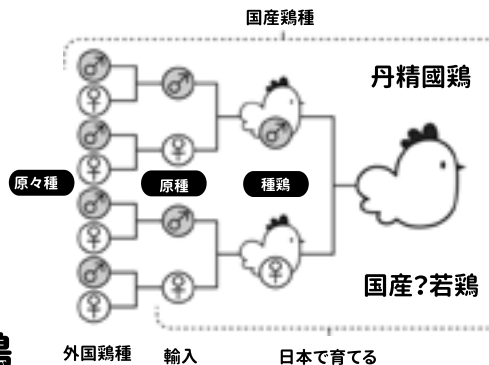 国産鶏種
丹精國鶏
原々種
原種
種鶏
国産?若鶏
鶏
外国鶏種
輸入
日本で育てる